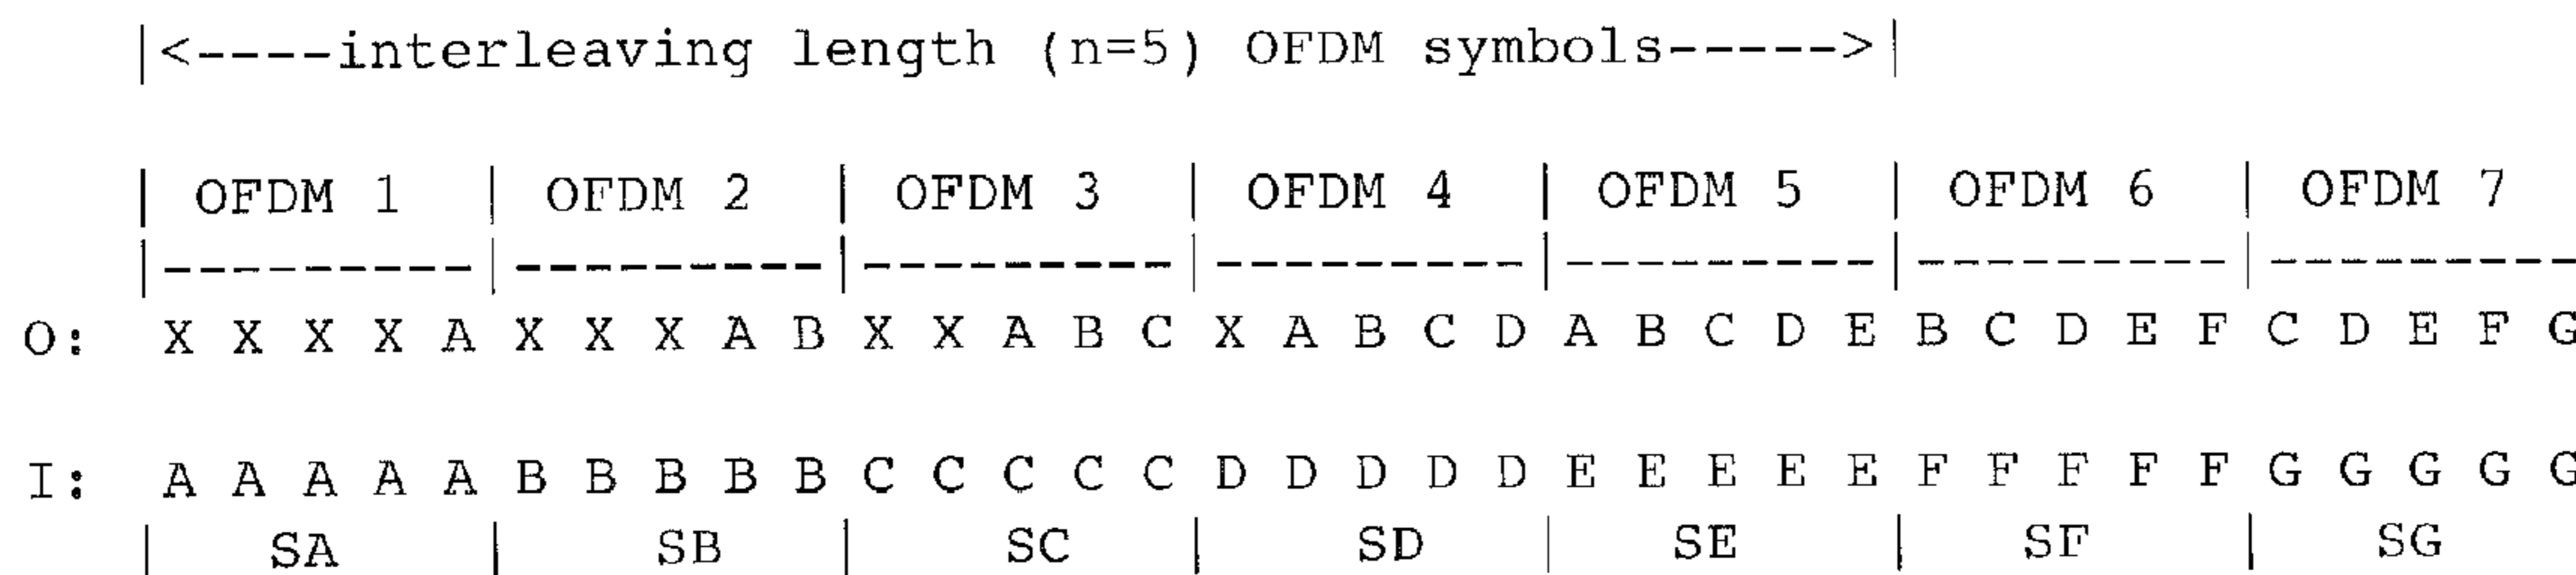 |<----interleaving length (n=5) OFDM symbols----->|
| OFDM 1 | OFDM 2 | OFDM 3 | OFDM 4 | OFDM 5 | OFDM 6 | OFDM 7
|---------|---------|---------|---------|---------|---------|---------
O: X X X X A X X X A B X X A B C X A B C D A B C D E B C D E F C D E F G
I: A A A A A B B B B B C C C C C D D D D D E E E E E F F F F F G G G G G
| SA | SB | SC | SD | SE | SF | SG